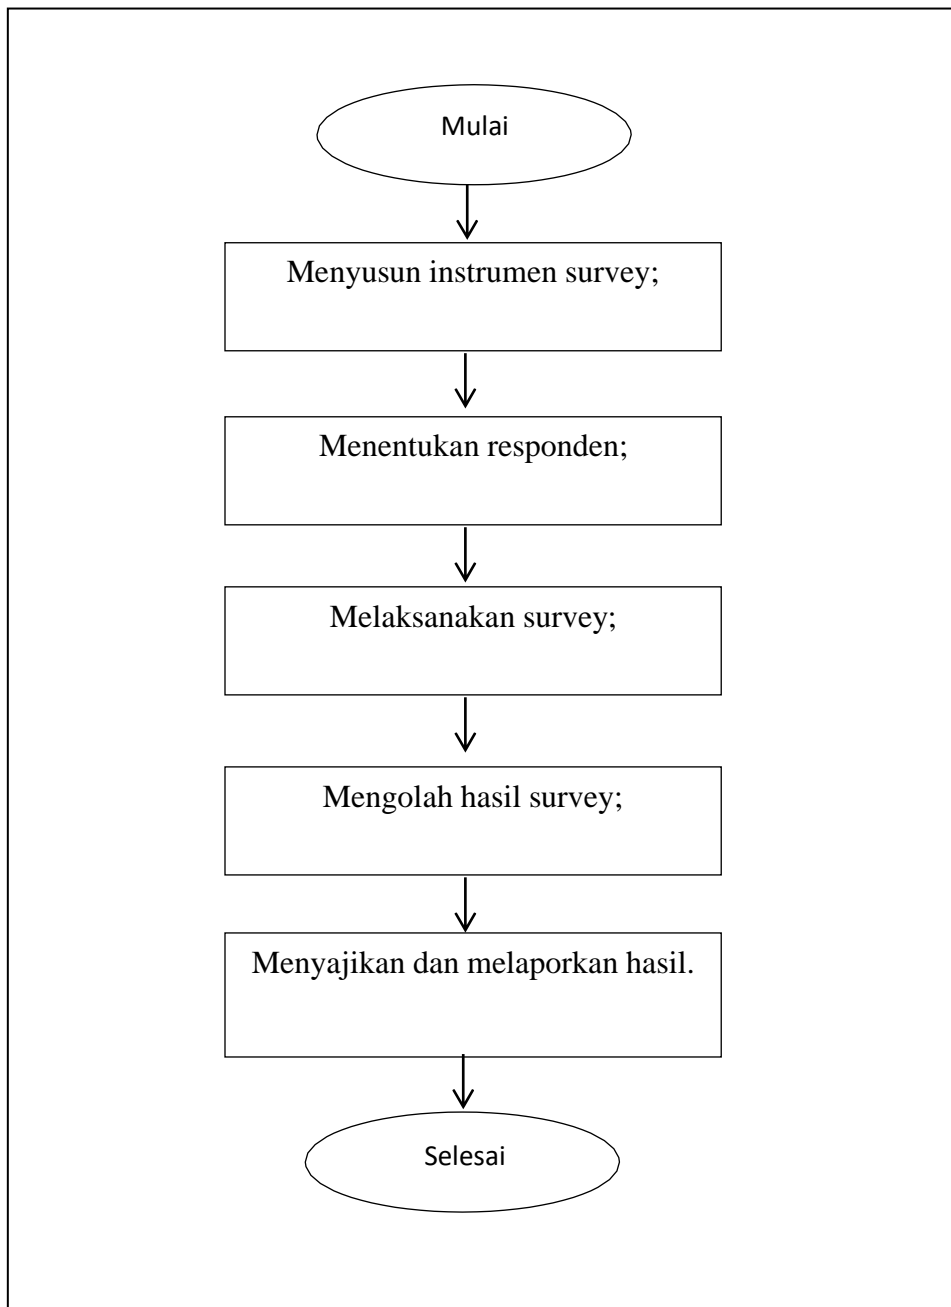 Mulai
Menyusun instrumen survey;
Menentukan responden;
Melaksanakan survey;
Mengolah hasil survey;
Menyajikan dan melaporkan hasil.
Selesai